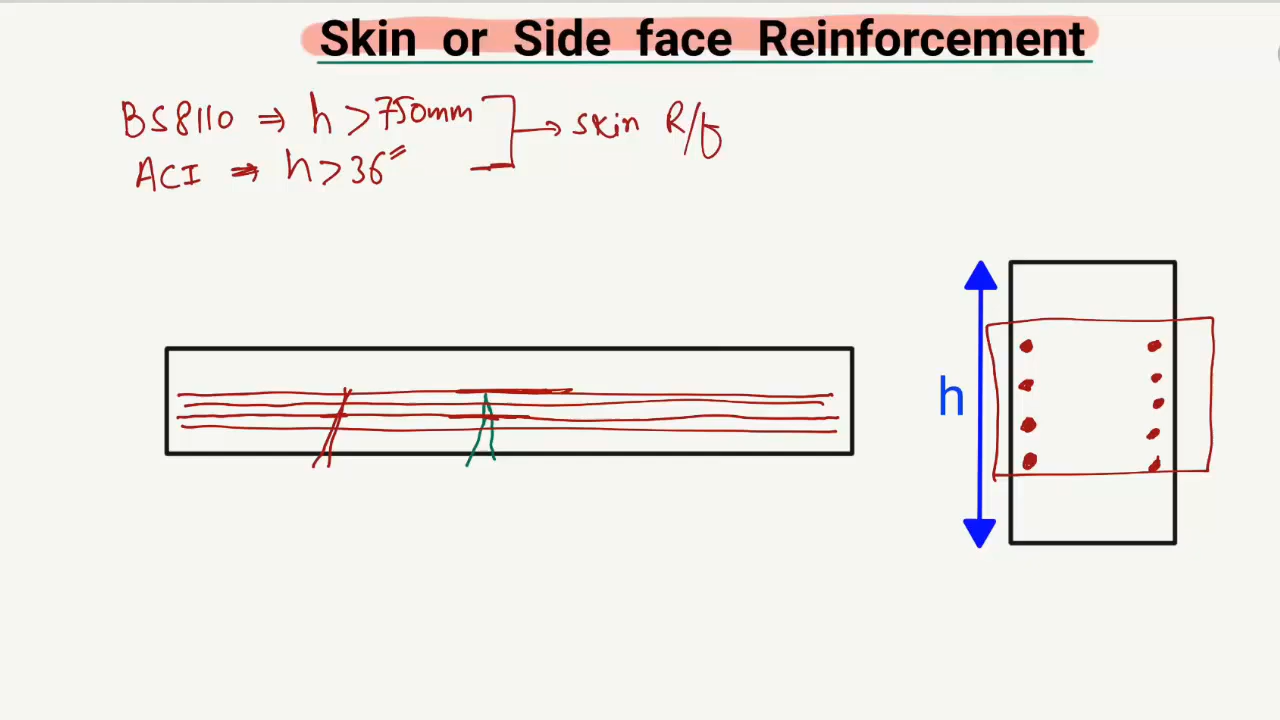 Skin or Side face Reinforcement
BS8110 ⇒ h > 750mm
→ skin R/f
ACI ⇒ h > 36"
h